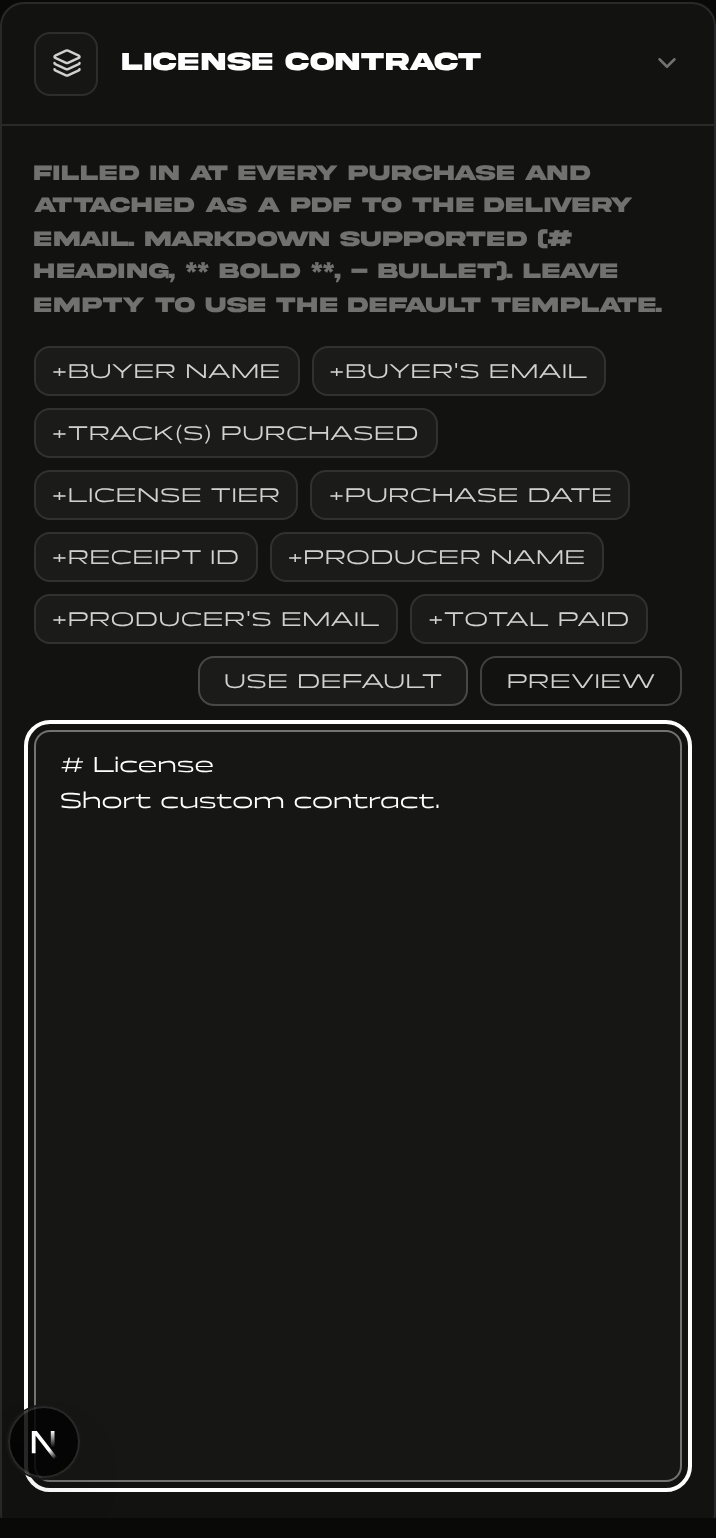 LICENSE CONTRACT
FILLED IN AT EVERY PURCHASE AND
ATTACHED AS A PDF TO THE DELIVERY
EMAIL. MARKDOWN SUPPORTED (#
HEADING, ** BOLD **, – BULLET). LEAVE
EMPTY TO USE THE DEFAULT TEMPLATE.
+BUYER NAME +BUYER'S EMAIL
+TRACK(S) PURCHASED
+LICENSE TIER +PURCHASE DATE
+RECEIPT ID +PRODUCER NAME
+PRODUCER'S EMAIL +TOTAL PAID
USE DEFAULT PREVIEW
# License
Short custom contract.
N